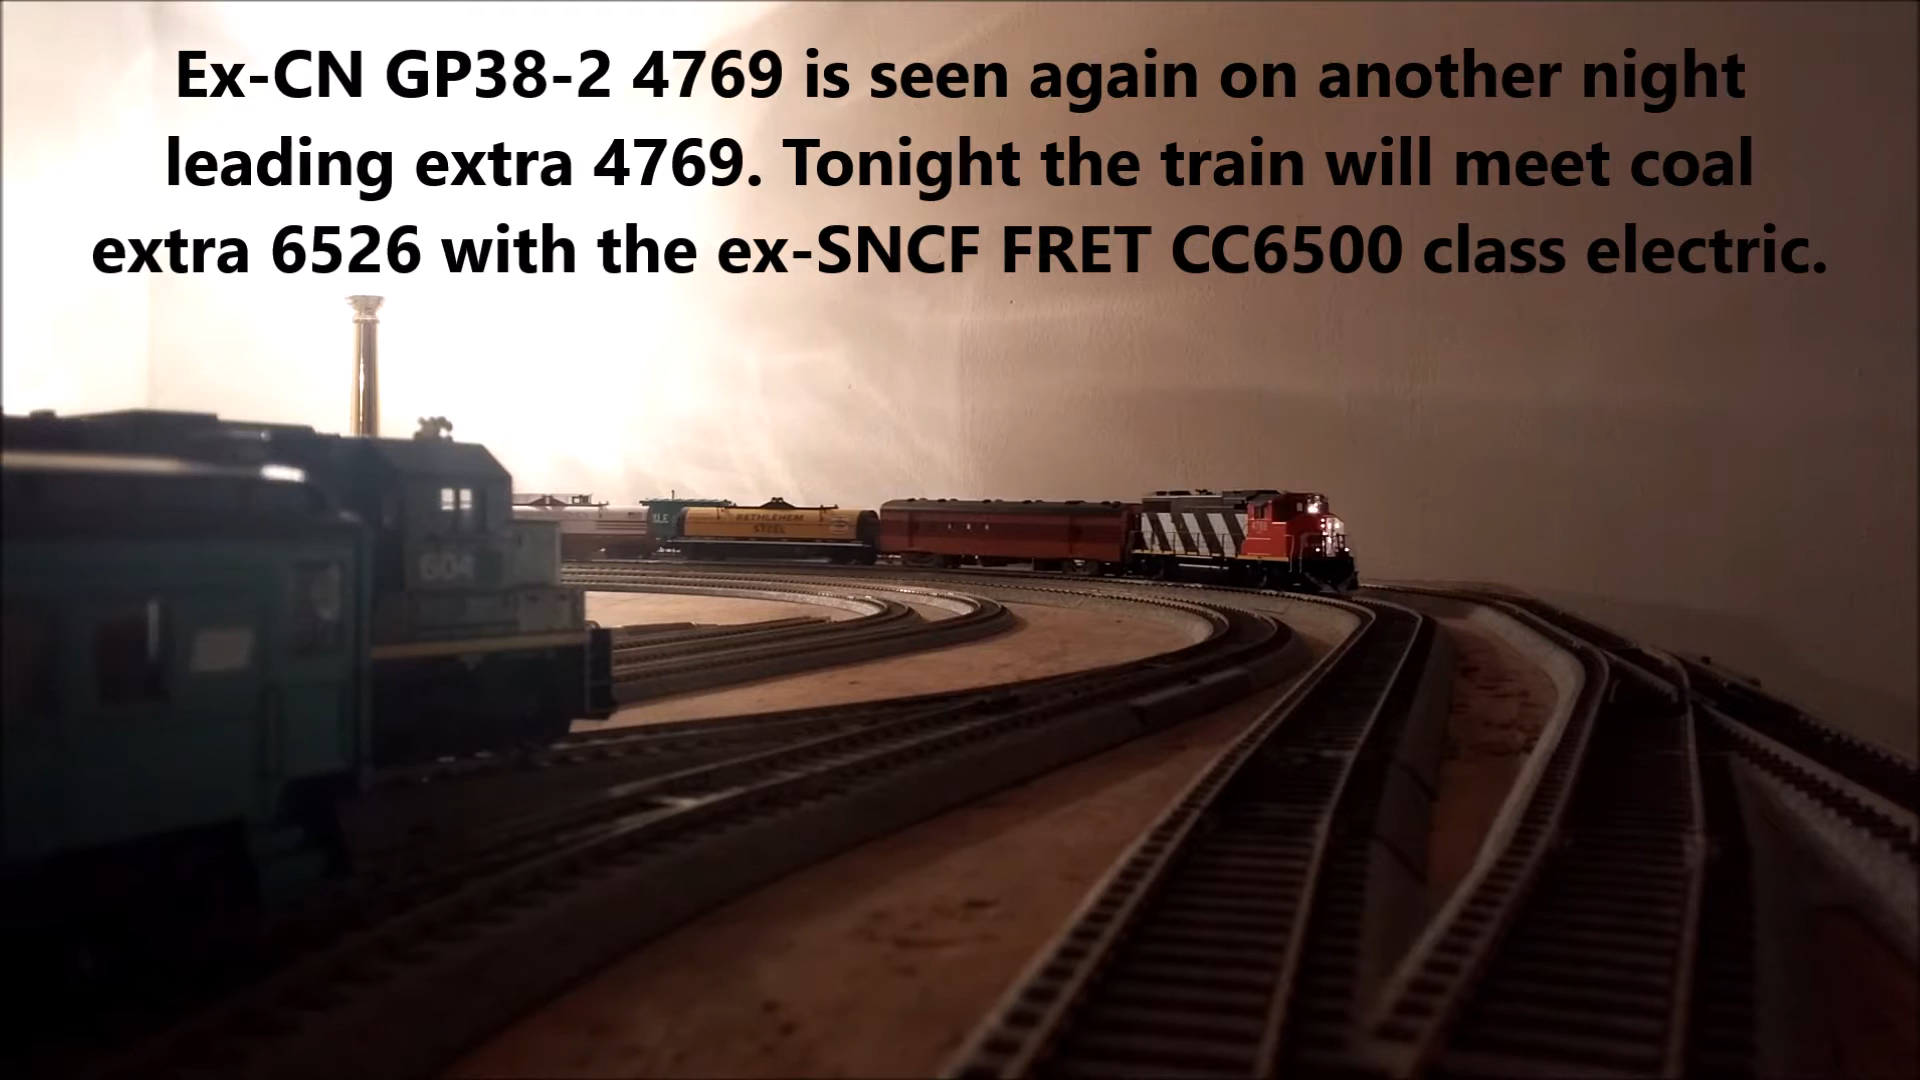 Ex-CN GP38-2 4769 is seen again on another night
leading extra 4769. Tonight the train will meet coal
extra 6526 with the ex-SNCF FRET CC6500 class electric.
604
BETHLEHEM
STEEL